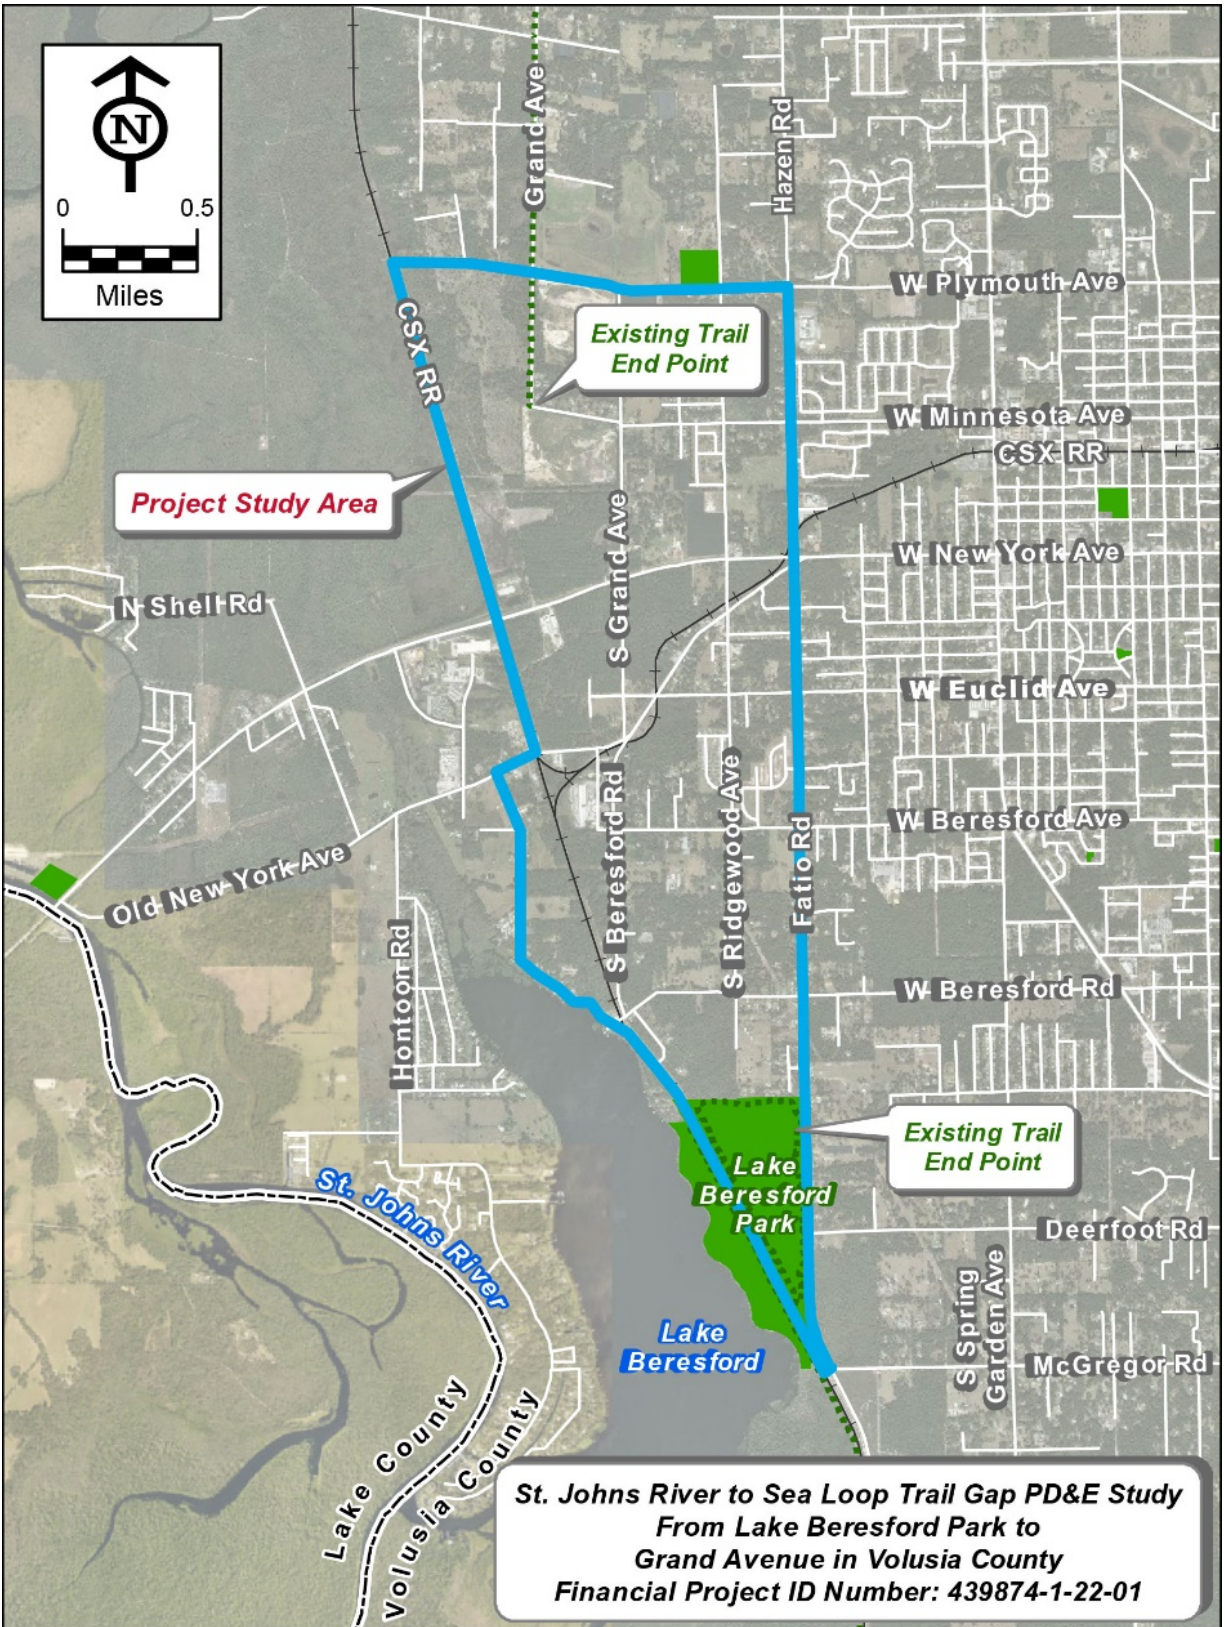 Grand Ave
Hazen Rd
N
0 0.5
Miles
W Plymouth Ave
CSX RR
Existing Trail
End Point
W Minnesota Ave
CSX RR
Project Study Area
S Grand Ave
W New York Ave
N Shell Rd
W Euclid Ave
S Beresford Rd
S Ridgewood Ave
W Beresford Ave
Fatio Rd
Old New York Ave
Hontoon Rd
W Beresford Rd
Existing Trail
End Point
Lake
Beresford
Park
St. Johns River
Deerfoot Rd
S Spring
Garden Ave
Lake
Beresford
McGregor Rd
Lake County
Volusia County
St. Johns River to Sea Loop Trail Gap PD&E Study
From Lake Beresford Park to
Grand Avenue in Volusia County
Financial Project ID Number: 439874-1-22-01